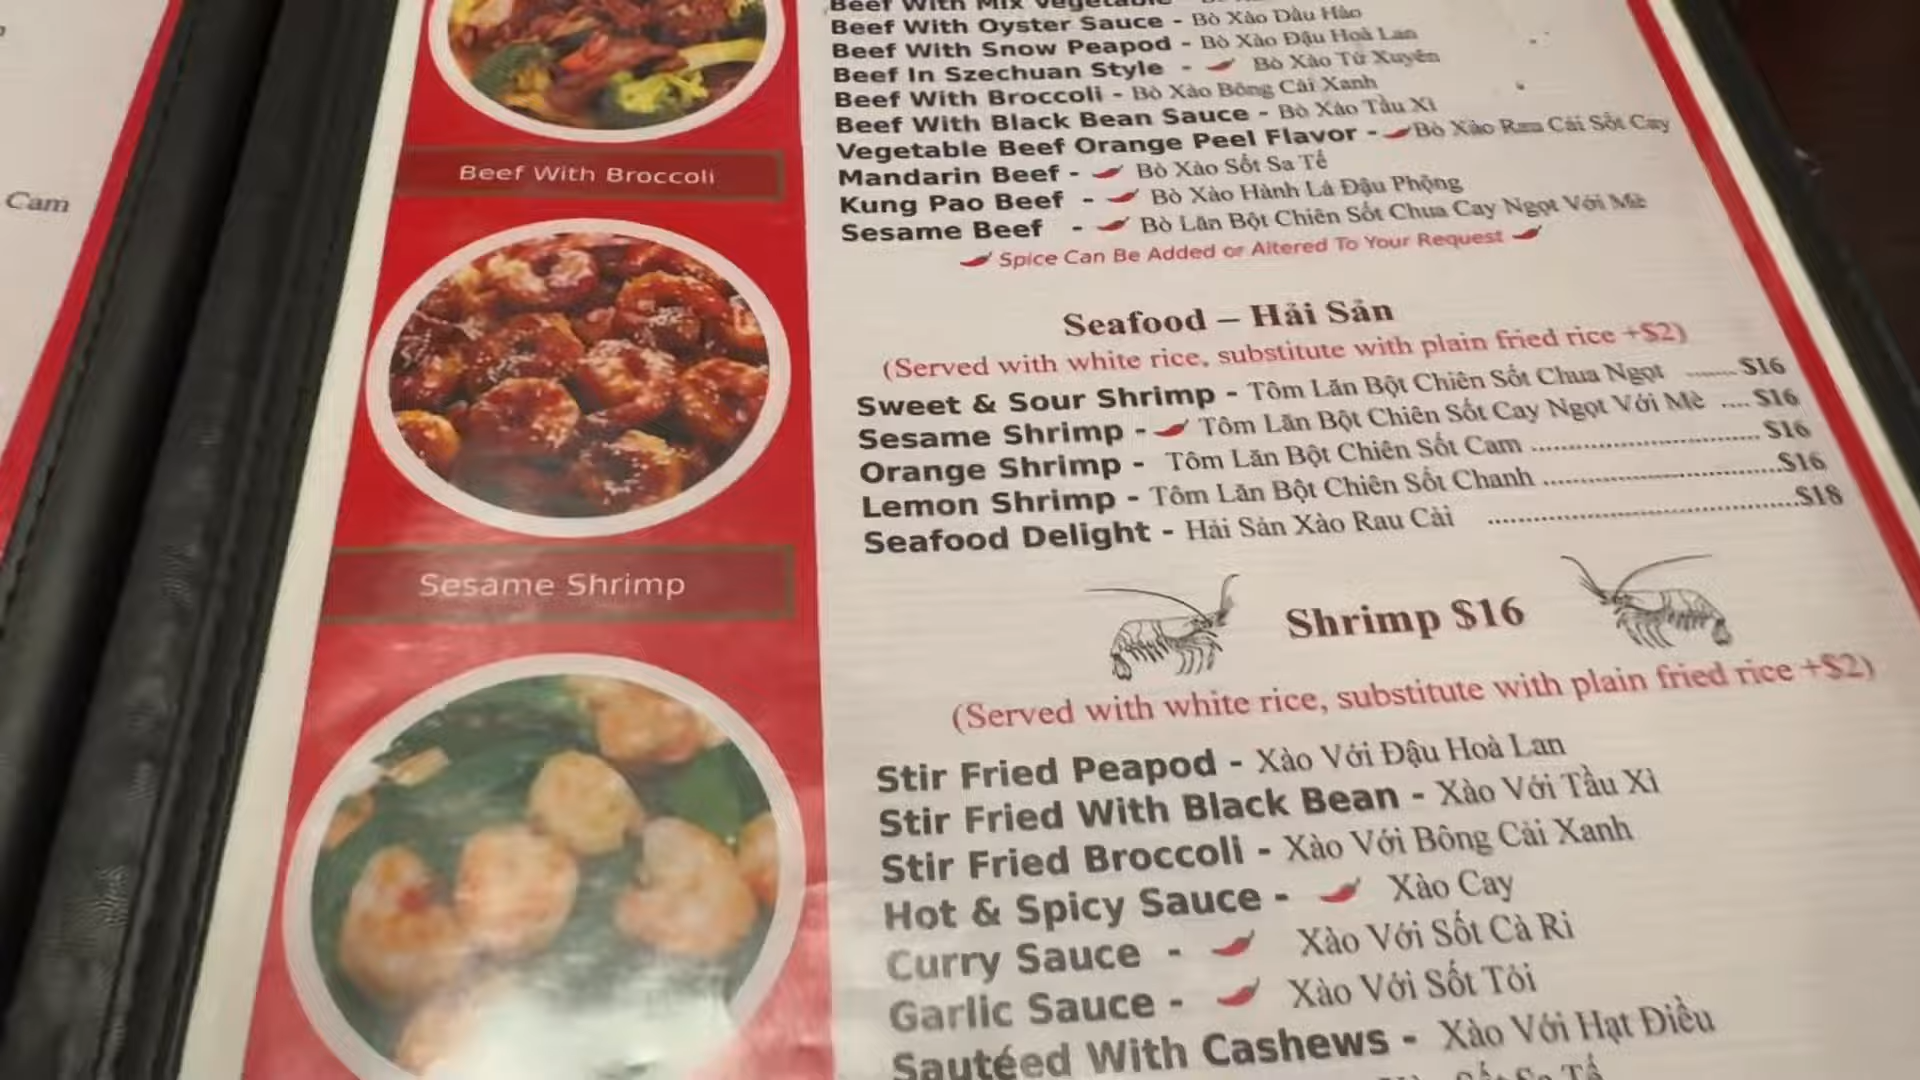 Cam
Beef With Broccoli
Sesame Shrimp
Beef With Mix Vegetable -
Beef With Oyster Sauce - Bò Xào Dầu Hào
Beef With Snow Peapod - Bò Xào Đậu Hoà Lan
Beef In Szechuan Style - Bò Xào Tứ Xuyên
Beef With Broccoli - Bò Xào Bông Cải Xanh
Beef With Black Bean Sauce - Bò Xào Tầu Xì
Vegetable Beef Orange Peel Flavor - Bò Xào Rau Cải Sốt Cay
Mandarin Beef - Bò Xào Sốt Sa Tế
Kung Pao Beef - Bò Xào Hành Lá Đậu Phộng
Sesame Beef - Bò Lăn Bột Chiên Sốt Chua Cay Ngọt Với Mè
Spice Can Be Added or Altered To Your Request
Seafood – Hải Sản
(Served with white rice, substitute with plain fried rice +$2)
Sweet & Sour Shrimp - Tôm Lăn Bột Chiên Sốt Chua Ngọt ........ $16
Sesame Shrimp - Tôm Lăn Bột Chiên Sốt Cay Ngọt Với Mè .... $16
Orange Shrimp - Tôm Lăn Bột Chiên Sốt Cam ........................................ $16
Lemon Shrimp - Tôm Lăn Bột Chiên Sốt Chanh ........................................$16
Seafood Delight - Hải Sản Xào Rau Cải ....................................................$18
Shrimp $16
(Served with white rice, substitute with plain fried rice +$2)
Stir Fried Peapod - Xào Với Đậu Hoà Lan
Stir Fried With Black Bean - Xào Với Tầu Xì
Stir Fried Broccoli - Xào Với Bông Cải Xanh
Hot & Spicy Sauce - Xào Cay
Curry Sauce - Xào Với Sốt Cà Ri
Garlic Sauce - Xào Với Sốt Tỏi
Sautéed With Cashews - Xào Với Hạt Điều
Sốt Sa Tế